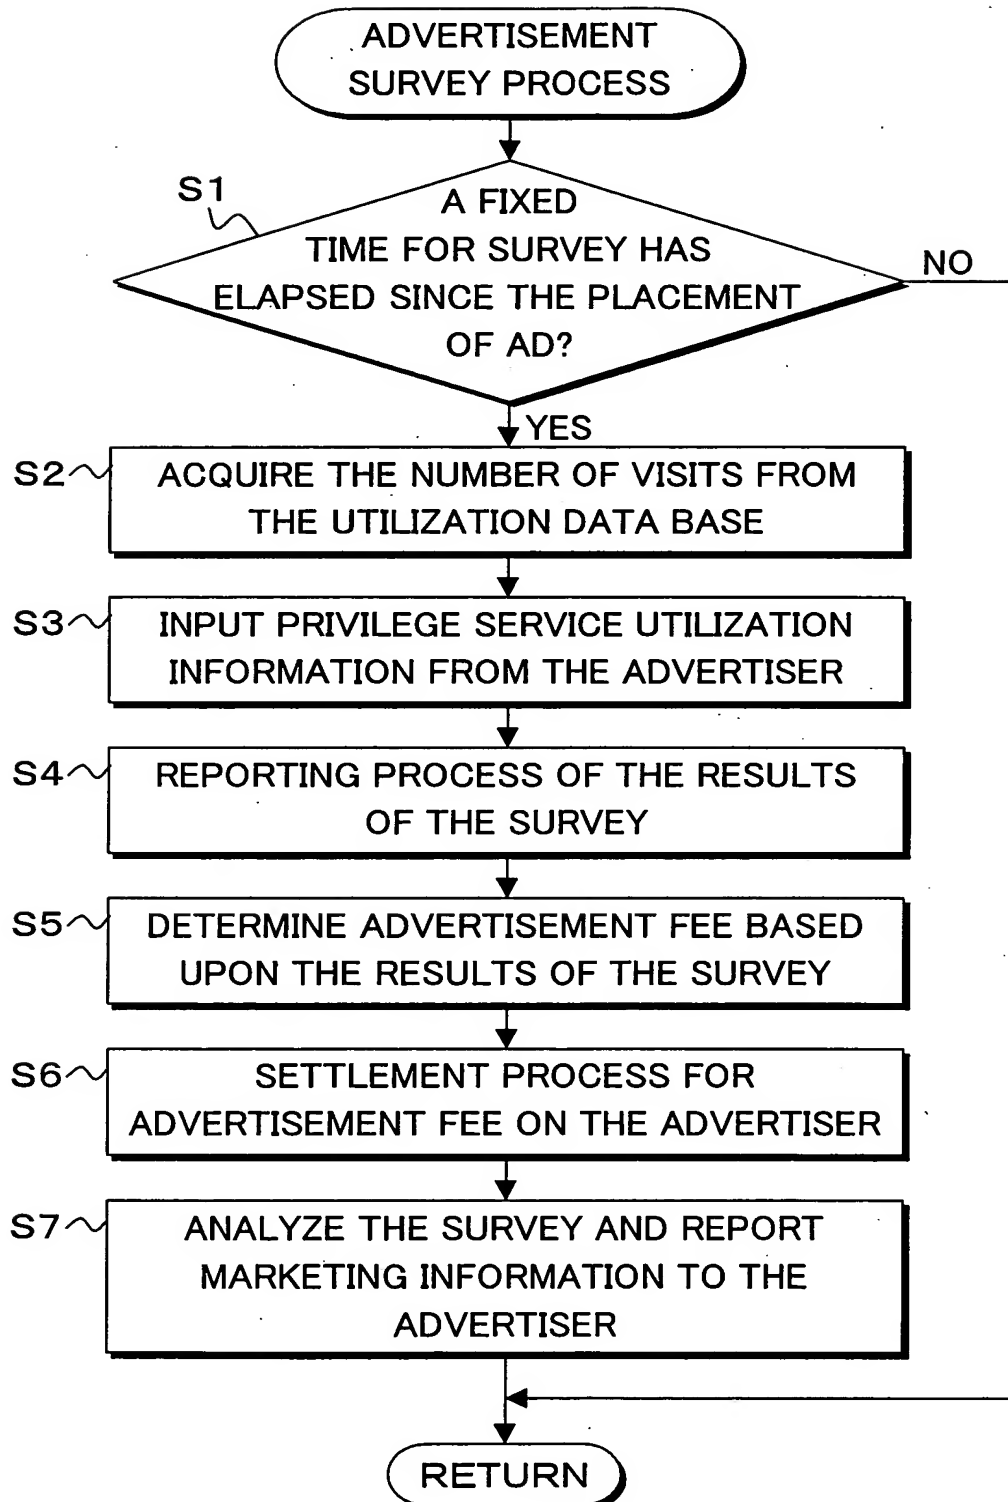 ADVERTISEMENT
SURVEY PROCESS
S1
A FIXED
TIME FOR SURVEY HAS
ELAPSED SINCE THE PLACEMENT
OF AD?
NO
YES
S2
ACQUIRE THE NUMBER OF VISITS FROM
THE UTILIZATION DATA BASE
S3
INPUT PRIVILEGE SERVICE UTILIZATION
INFORMATION FROM THE ADVERTISER
S4
REPORTING PROCESS OF THE RESULTS
OF THE SURVEY
S5
DETERMINE ADVERTISEMENT FEE BASED
UPON THE RESULTS OF THE SURVEY
S6
SETTLEMENT PROCESS FOR
ADVERTISEMENT FEE ON THE ADVERTISER
S7
ANALYZE THE SURVEY AND REPORT
MARKETING INFORMATION TO THE
ADVERTISER
RETURN